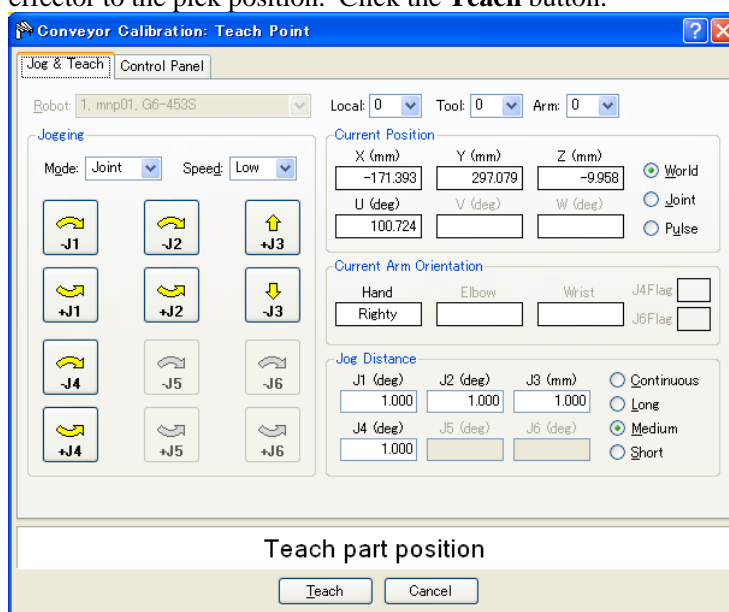 effector to the pick position. Click the Teach button.
Conveyor Calibration: Teach Point
Jog & Teach Control Panel
Robot: 1, mnp01, G6-453S Local: 0 Tool: 0 Arm: 0
Jogging
Mode: Joint Speed: Low
-J1 -J2 +J3
+J1 +J2 -J3
-J4 -J5 -J6
+J4 +J5 +J6
Current Position
X (mm) Y (mm) Z (mm)
-171.393 297.079 -9.958
U (deg) V (deg) W (deg)
100.724
World
Joint
Pulse
Current Arm Orientation
Hand Elbow Wrist J4Flag
Righty J6Flag
Jog Distance
J1 (deg) J2 (deg) J3 (mm)
1.000 1.000 1.000
J4 (deg) J5 (deg) J6 (deg)
1.000
Continuous
Long
Medium
Short
Teach part position
Teach Cancel